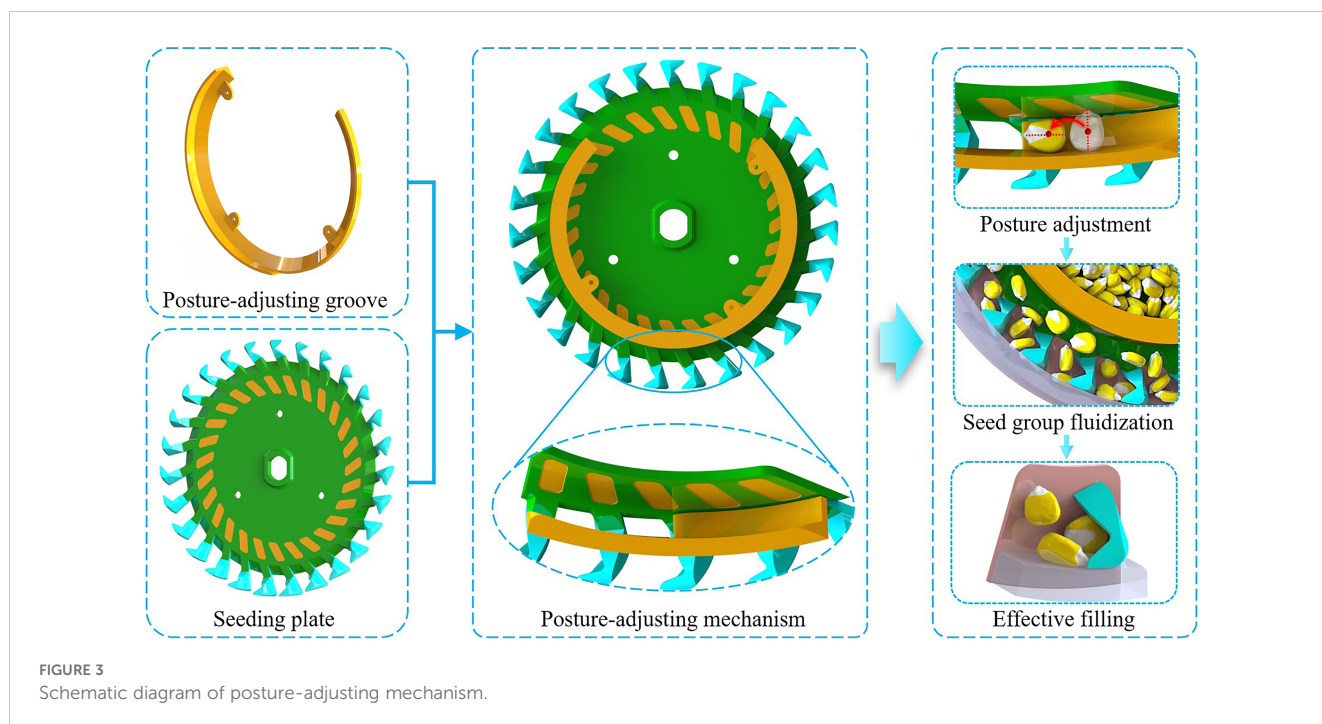 Posture-adjusting groove
Seeding plate
Posture-adjusting mechanism
Posture adjustment
Seed group fluidization
Effective filling
FIGURE 3
Schematic diagram of posture-adjusting mechanism.